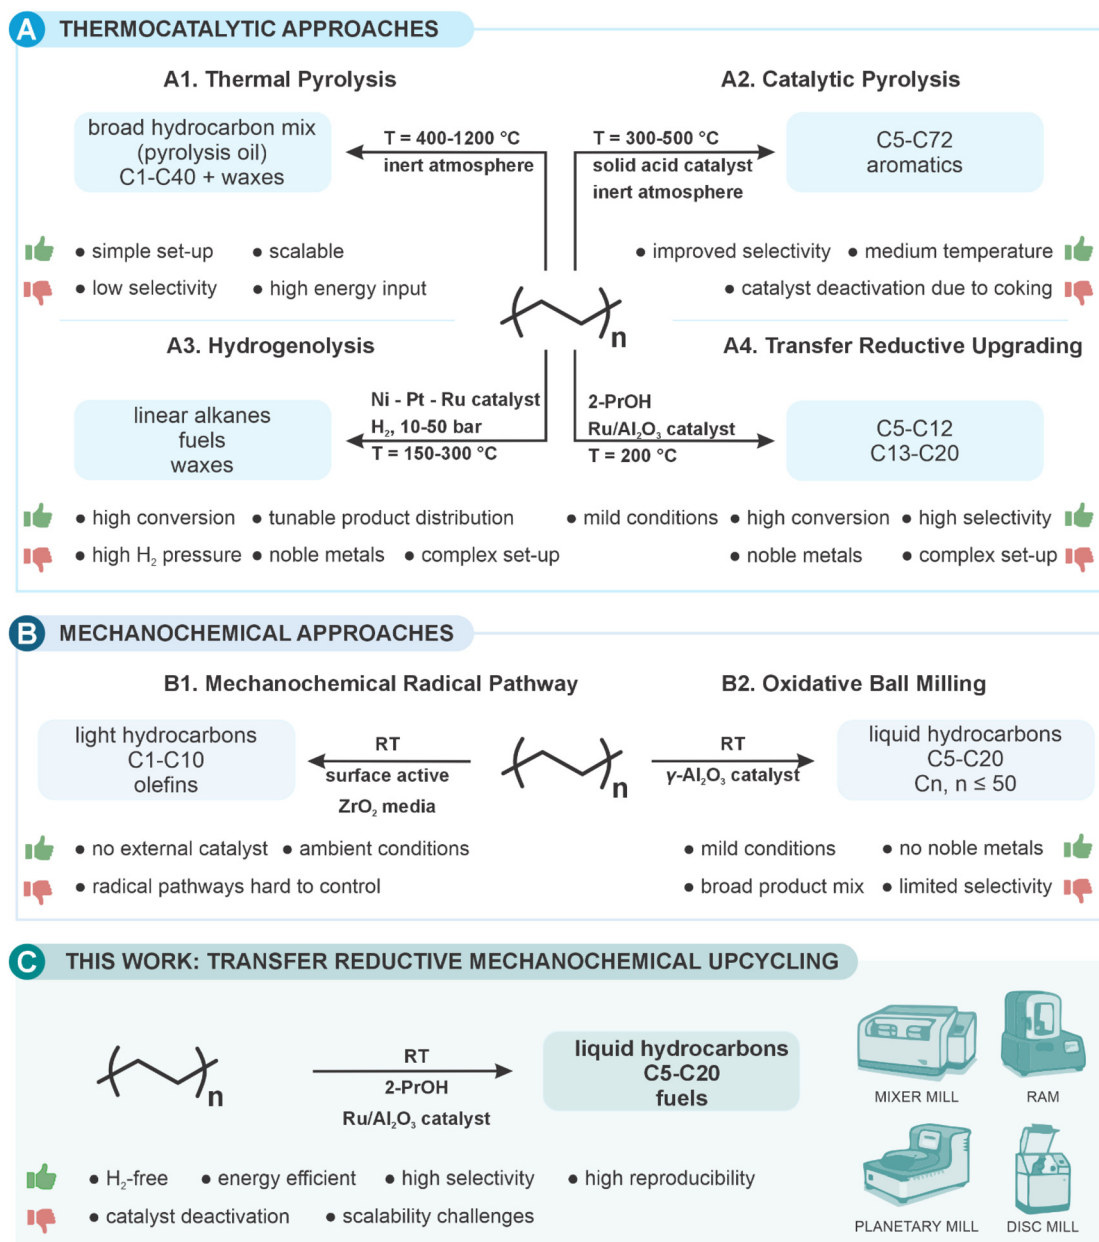 A THERMOCATALYTIC APPROACHES
A1. Thermal Pyrolysis
broad hydrocarbon mix
(pyrolysis oil)
C1-C40 + waxes
T = 400-1200 °C
inert atmosphere
• simple set-up • scalable
• low selectivity • high energy input
A2. Catalytic Pyrolysis
T = 300-500 °C
solid acid catalyst
inert atmosphere
C5-C72
aromatics
• improved selectivity • medium temperature
• catalyst deactivation due to coking
n
A3. Hydrogenolysis
linear alkanes
fuels
waxes
Ni - Pt - Ru catalyst
H₂, 10-50 bar
T = 150-300 °C
• high conversion • tunable product distribution
• high H₂ pressure • noble metals • complex set-up
A4. Transfer Reductive Upgrading
2-PrOH
Ru/Al₂O₃ catalyst
T = 200 °C
C5-C12
C13-C20
• mild conditions • high conversion • high selectivity
• noble metals • complex set-up
B MECHANOCHEMICAL APPROACHES
B1. Mechanochemical Radical Pathway
light hydrocarbons
C1-C10
olefins
RT
surface active
ZrO₂ media
n
• no external catalyst • ambient conditions
• radical pathways hard to control
B2. Oxidative Ball Milling
RT
γ-Al₂O₃ catalyst
liquid hydrocarbons
C5-C20
Cn, n ≤ 50
• mild conditions • no noble metals
• broad product mix • limited selectivity
C THIS WORK: TRANSFER REDUCTIVE MECHANOCHEMICAL UPCYCLING
n
RT
2-PrOH
Ru/Al₂O₃ catalyst
liquid hydrocarbons
C5-C20
fuels
• H₂-free • energy efficient • high selectivity • high reproducibility
• catalyst deactivation • scalability challenges
MIXER MILL RAM
PLANETARY MILL DISC MILL